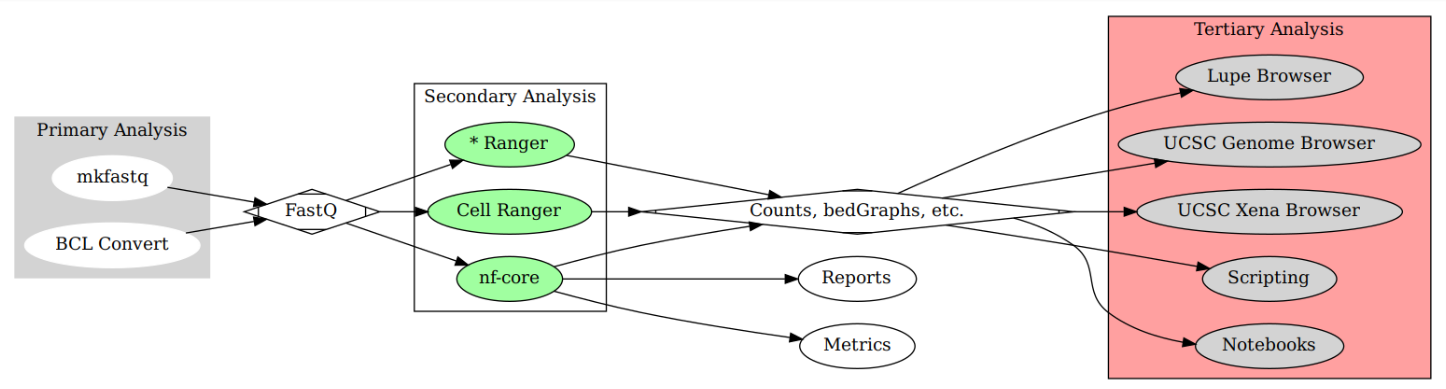 Primary Analysis
mkfastq
BCL Convert
FastQ
Secondary Analysis
* Ranger
Cell Ranger
nf-core
Counts, bedGraphs, etc.
Reports
Metrics
Tertiary Analysis
Lupe Browser
UCSC Genome Browser
UCSC Xena Browser
Scripting
Notebooks